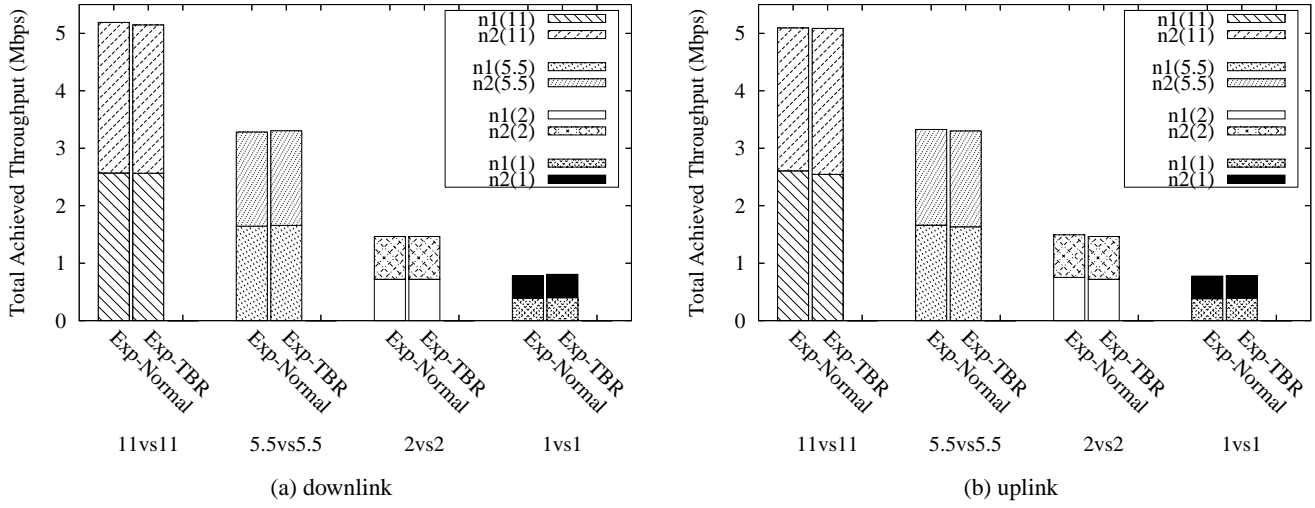 Total Achieved Throughput (Mbps)
5
4
3
2
1
0
n1(11)
n2(11)
n1(5.5)
n2(5.5)
n1(2)
n2(2)
n1(1)
n2(1)
Exp-Normal
Exp-TBR
Exp-Normal
Exp-TBR
Exp-Normal
Exp-TBR
Exp-Normal
Exp-TBR
11vs11
5.5vs5.5
2vs2
1vs1
(a) downlink
Total Achieved Throughput (Mbps)
5
4
3
2
1
0
n1(11)
n2(11)
n1(5.5)
n2(5.5)
n1(2)
n2(2)
n1(1)
n2(1)
Exp-Normal
Exp-TBR
Exp-Normal
Exp-TBR
Exp-Normal
Exp-TBR
Exp-Normal
Exp-TBR
11vs11
5.5vs5.5
2vs2
1vs1
(b) uplink